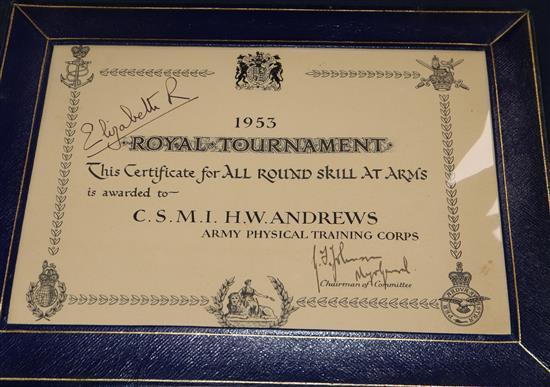 Elizabeth R
1953
ROYAL TOURNAMENT
This Certificate for ALL ROUND SKILL AT ARMS
is awarded to—
C.S.M.I. H.W. ANDREWS
ARMY PHYSICAL TRAINING CORPS
Chairman of Committee